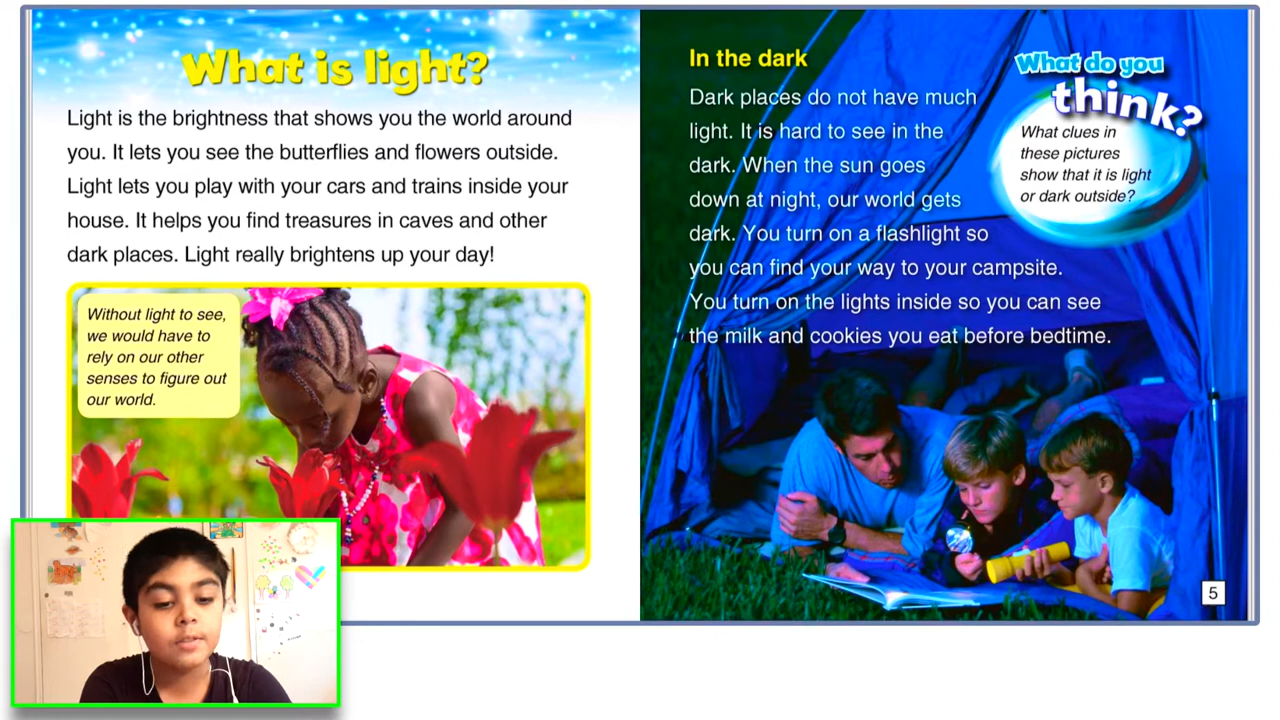 What is light?
Light is the brightness that shows you the world around
you. It lets you see the butterflies and flowers outside.
Light lets you play with your cars and trains inside your
house. It helps you find treasures in caves and other
dark places. Light really brightens up your day!
Without light to see,
we would have to
rely on our other
senses to figure out
our world.
In the dark
Dark places do not have much
light. It is hard to see in the
dark. When the sun goes
down at night, our world gets
dark. You turn on a flashlight so
you can find your way to your campsite.
You turn on the lights inside so you can see
the milk and cookies you eat before bedtime.
What do you
think?
What clues in
these pictures
show that it is light
or dark outside?
5